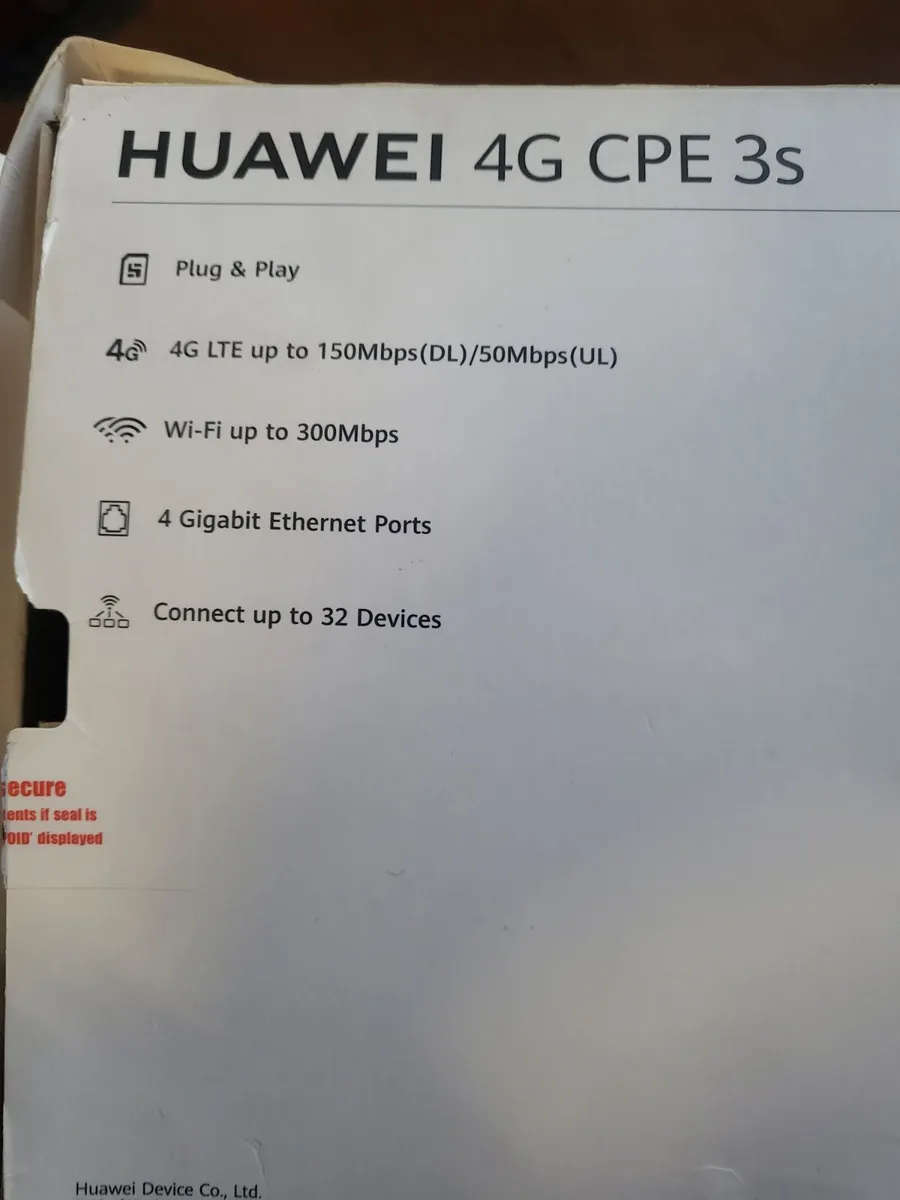 HUAWEI 4G CPE 3s
Plug & Play
4G 4G LTE up to 150Mbps(DL)/50Mbps(UL)
Wi-Fi up to 300Mbps
4 Gigabit Ethernet Ports
Connect up to 32 Devices
ecure
ents if seal is
OID' displayed
Huawei Device Co., Ltd.